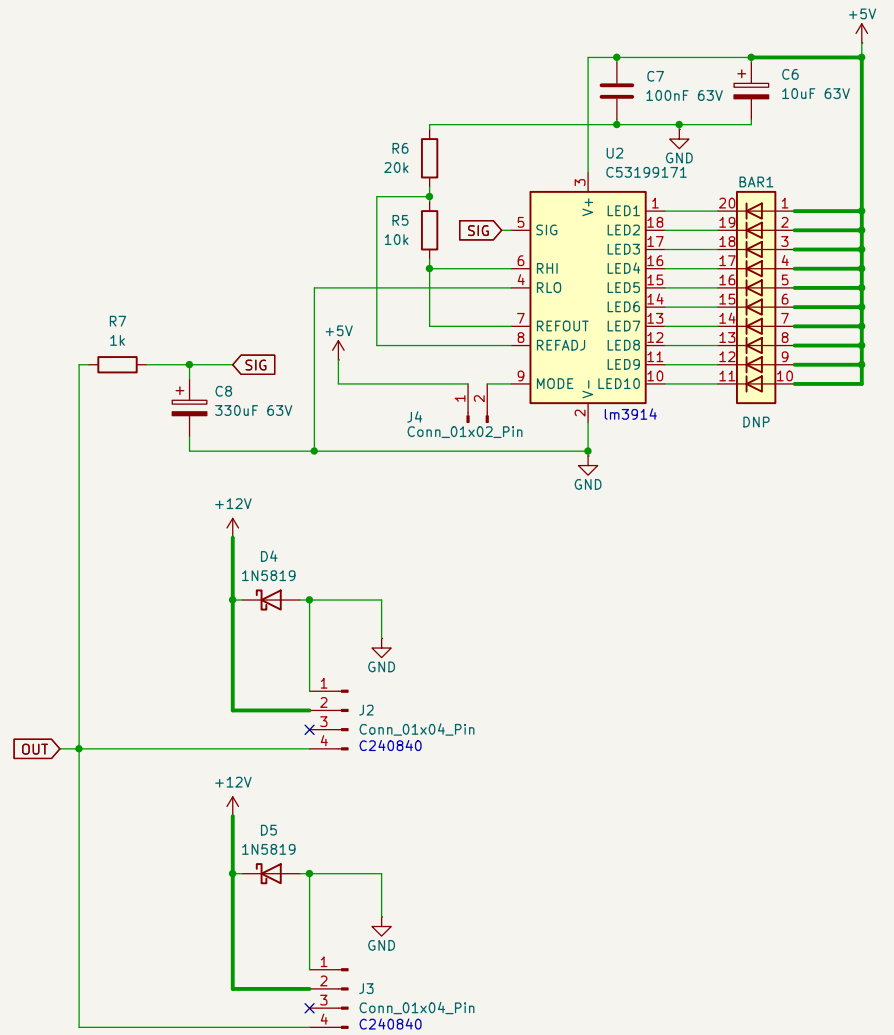 +5V
C7
100nF 63V
C6
10uF 63V
+
GND
R6
20k
R5
10k
U2
C53199171
3
V+
BAR1
SIG
5
SIG
6
RHI
4
RLO
7
REFOUT
8
REFADJ
9
MODE
LED1
1
20
1
LED2
18
19
2
LED3
17
18
3
LED4
16
17
4
LED5
15
16
5
LED6
14
15
6
LED7
13
14
7
LED8
12
13
8
LED9
11
12
9
LED10
10
11
10
V-
2
lm3914
DNP
GND
+5V
1
2
J4
Conn_01x02_Pin
R7
1k
SIG
+
C8
330uF 63V
+12V
D4
1N5819
GND
1
2
3
4
J2
Conn_01x04_Pin
C240840
OUT
+12V
D5
1N5819
GND
1
2
3
4
J3
Conn_01x04_Pin
C240840